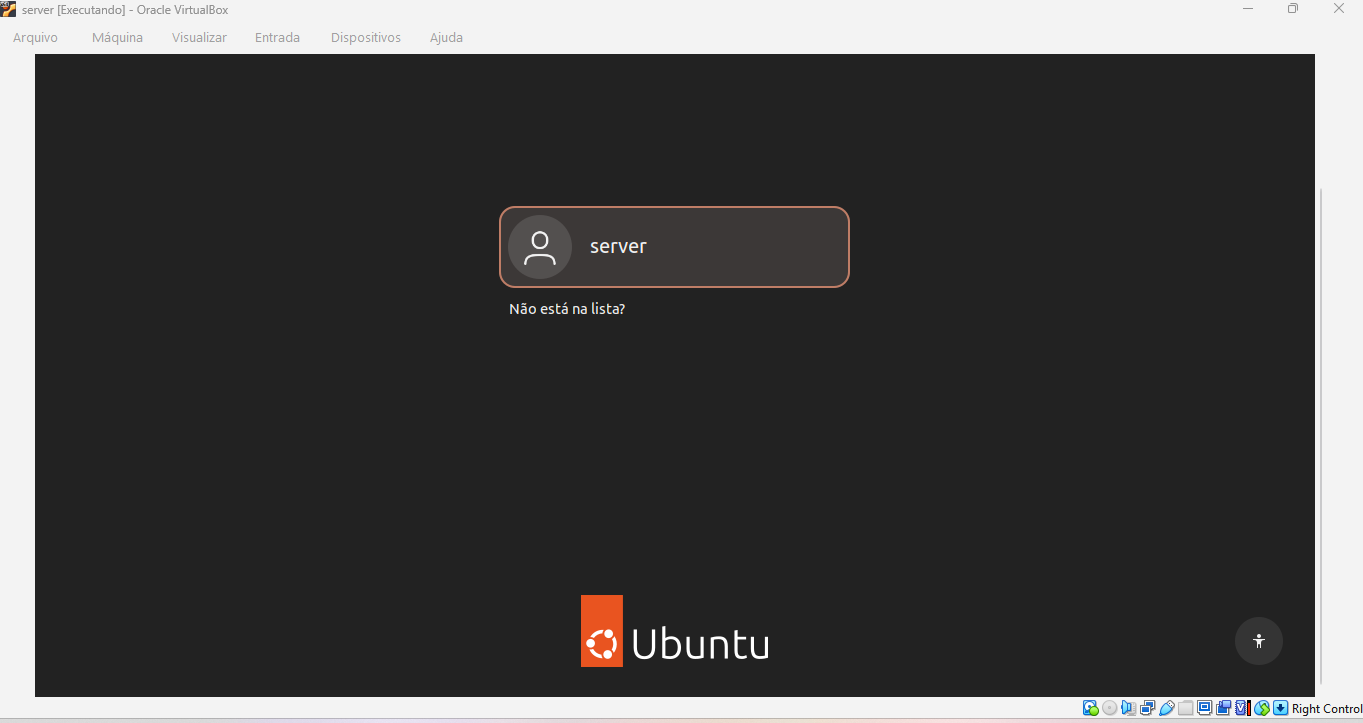 server [Executando] - Oracle VirtualBox
Arquivo Máquina Visualizar Entrada Dispositivos Ajuda
server
Não está na lista?
Ubuntu
Right Control